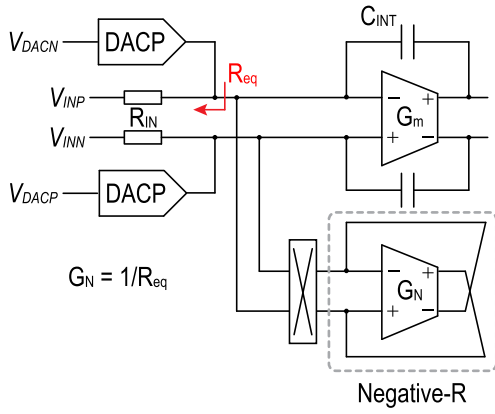 V_DACN DACP C_INT
V_INP R_eq − + G_m + −
V_INN R_IN
V_DACP DACP
G_N = 1/R_eq − + G_N + −
Negative-R